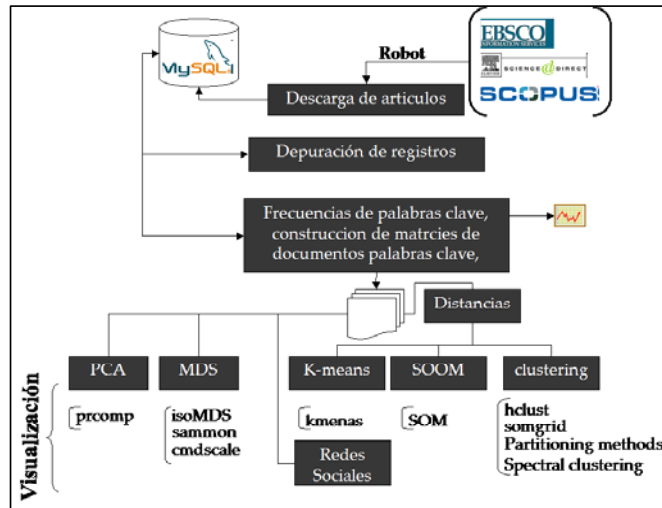 MySQL
EBSCO
INFORMATION SERVICES
SCIENCE DIRECT
SCOPUS
Robot
Descarga de articulos
Depuración de registros
Frecuencias de palabras clave,
construccion de matrcies de
documentos palabras clave,
Distancias
PCA
MDS
K-means
SOOM
clustering
prcomp
isoMDS
sammon
cmdscale
kmenas
SOM
hclust
somgrid
Partitioning methods
Spectral clustering
Redes
Sociales
Visualización